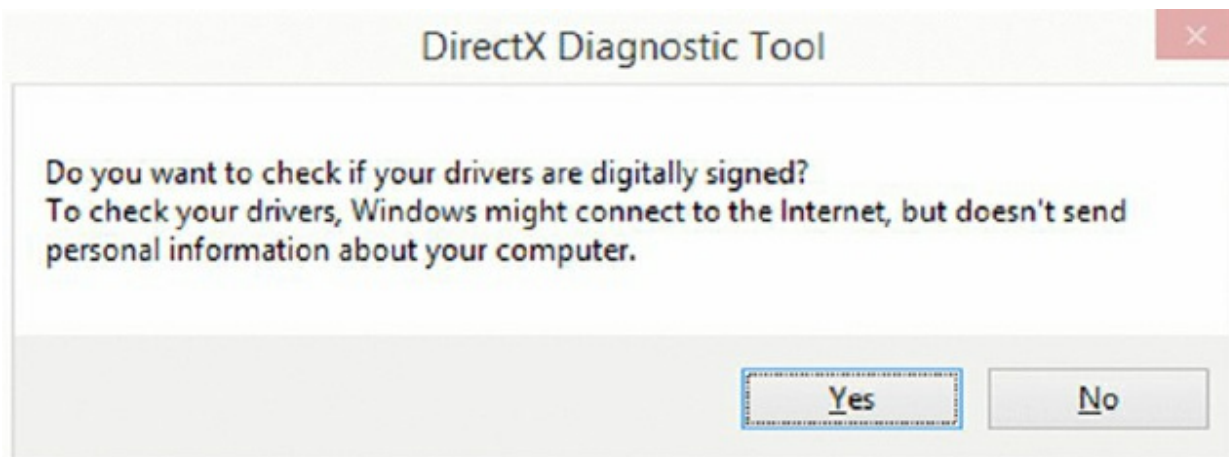 DirectX Diagnostic Tool
Do you want to check if your drivers are digitally signed?
To check your drivers, Windows might connect to the Internet, but doesn't send
personal information about your computer.
Yes No